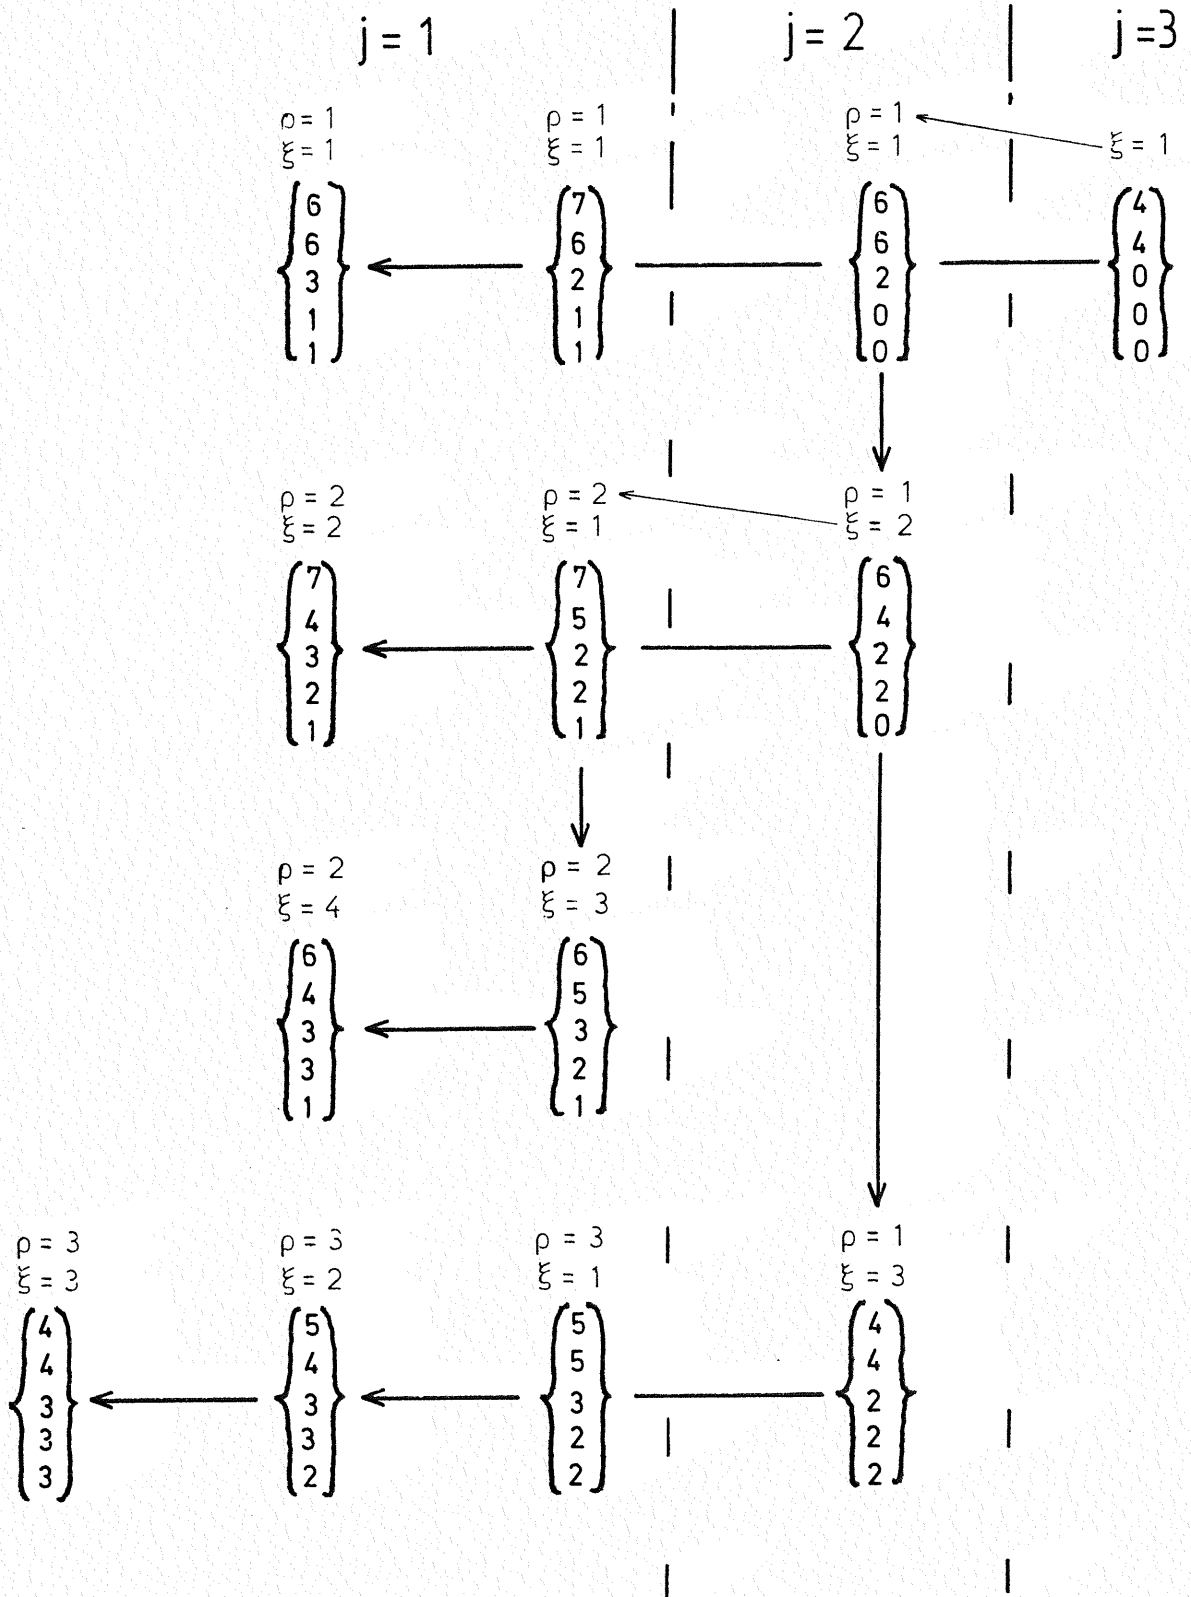 j = 1 j = 2 j = 3
ρ = 1 ρ = 1 ρ = 1
ξ = 1 ξ = 1 ξ = 1 ξ = 1
6 7 6 4
6 6 6 4
3 2 2 0
1 1 0 0
1 1 0 0
ρ = 2 ρ = 2 ρ = 1
ξ = 2 ξ = 1 ξ = 2
7 7 6
4 5 4
3 2 2
2 2 2
1 1 0
ρ = 2 ρ = 2
ξ = 4 ξ = 3
6 6
4 5
3 3
3 2
1 1
ρ = 3 ρ = 3 ρ = 3 ρ = 1
ξ = 3 ξ = 2 ξ = 1 ξ = 3
4 5 5 4
4 4 5 4
3 3 3 2
3 3 2 2
3 2 2 2